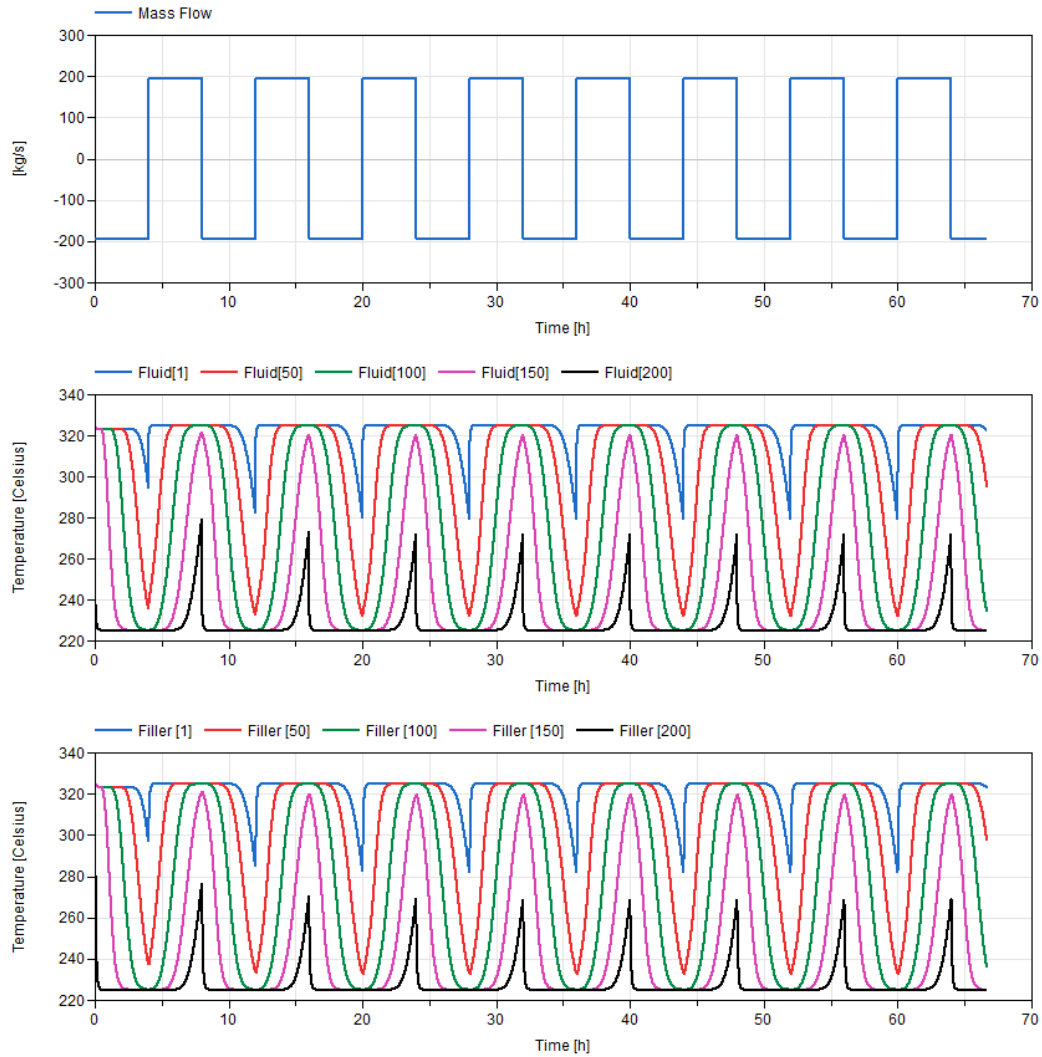 Mass Flow
300
200
100
0
-100
-200
-300
[kg/s]
0 10 20 30 40 50 60 70
Time [h]
Fluid[1] Fluid[50] Fluid[100] Fluid[150] Fluid[200]
340
320
300
280
260
240
220
Temperature [Celsius]
0 10 20 30 40 50 60 70
Time [h]
Filler [1] Filler [50] Filler [100] Filler [150] Filler [200]
340
320
300
280
260
240
220
Temperature [Celsius]
0 10 20 30 40 50 60 70
Time [h]